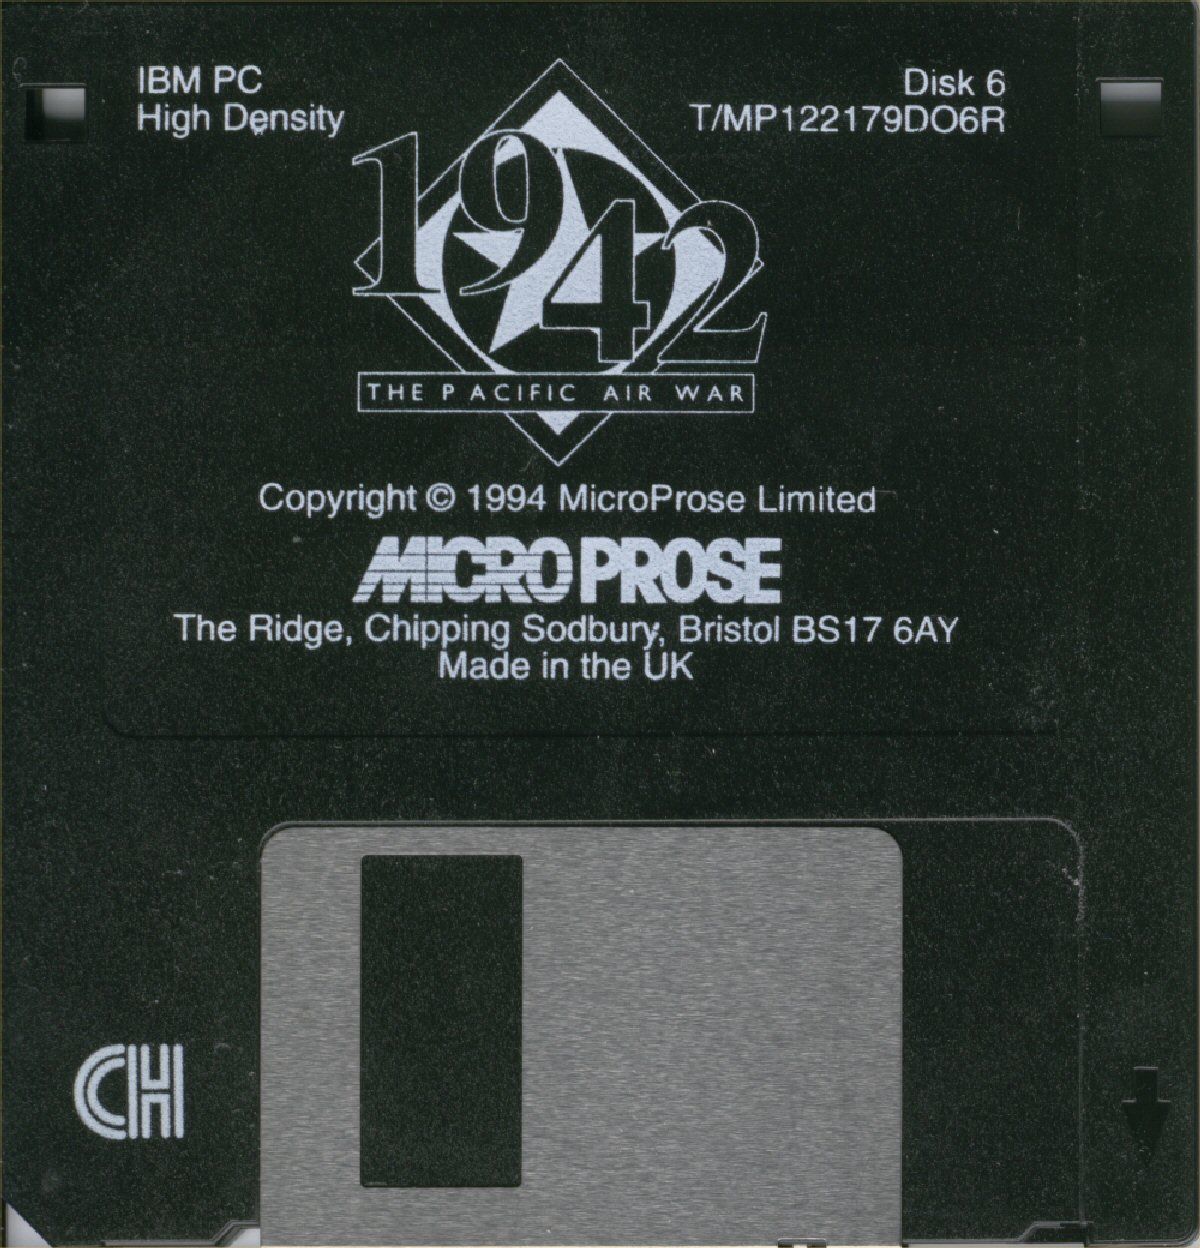 IBM PC
High Density
Disk 6
T/MP122179DO6R
1942
THE PACIFIC AIR WAR
Copyright © 1994 MicroProse Limited
MICROPROSE
The Ridge, Chipping Sodbury, Bristol BS17 6AY
Made in the UK
CH